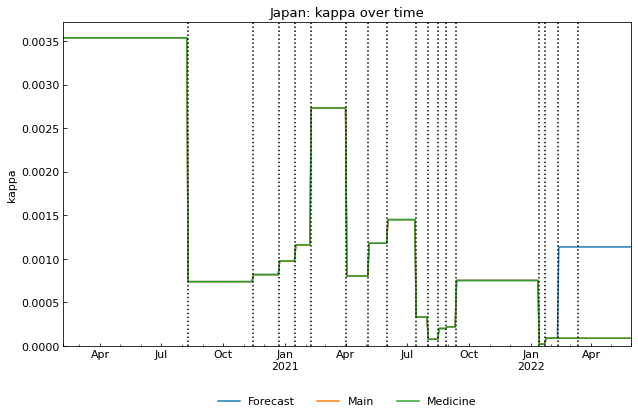 Japan: kappa over time
kappa
0.0035
0.0030
0.0025
0.0020
0.0015
0.0010
0.0005
0.0000
Apr Jul Oct Jan Apr Jul Oct Jan Apr
2021 2022
Forecast Main Medicine